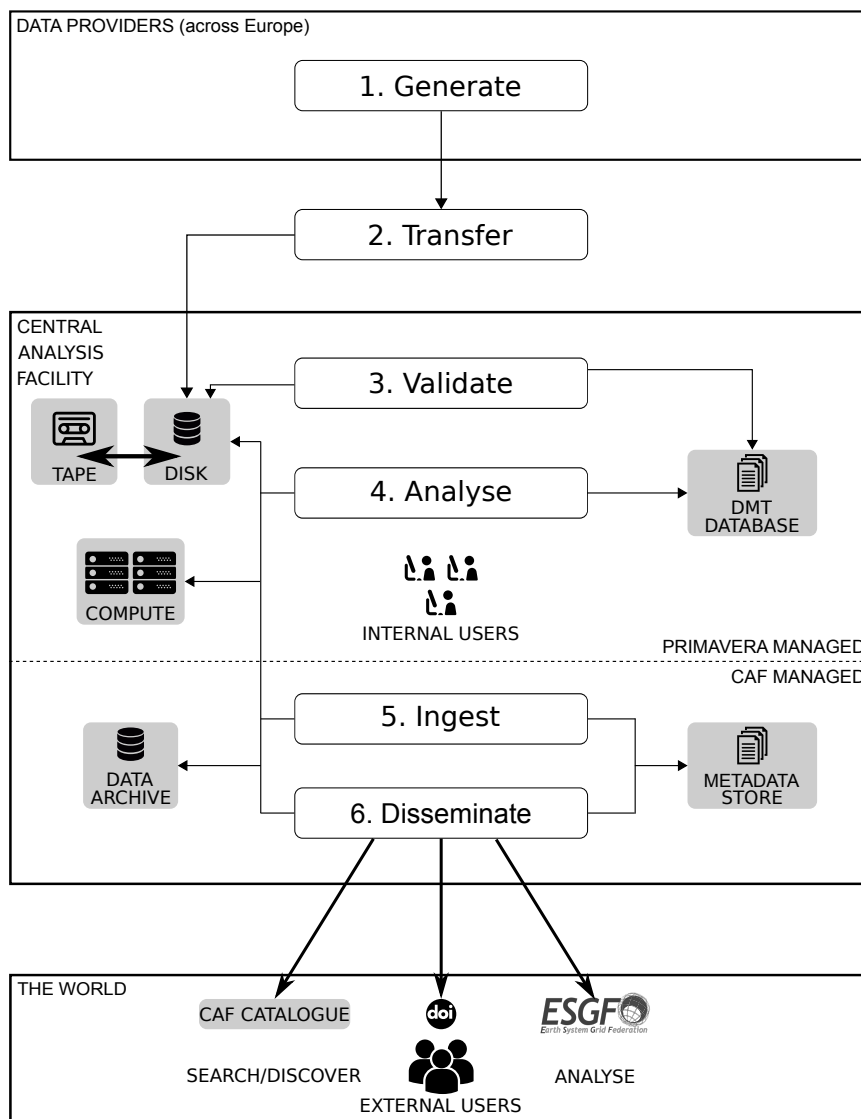 DATA PROVIDERS (across Europe)
1. Generate
2. Transfer
CENTRAL
ANALYSIS
FACILITY
3. Validate
TAPE
DISK
4. Analyse
DMT
DATABASE
COMPUTE
INTERNAL USERS
PRIMAVERA MANAGED
CAF MANAGED
5. Ingest
DATA
ARCHIVE
METADATA
STORE
6. Disseminate
THE WORLD
CAF CATALOGUE
doi
ESGF
Earth System Grid Federation
SEARCH/DISCOVER
ANALYSE
EXTERNAL USERS